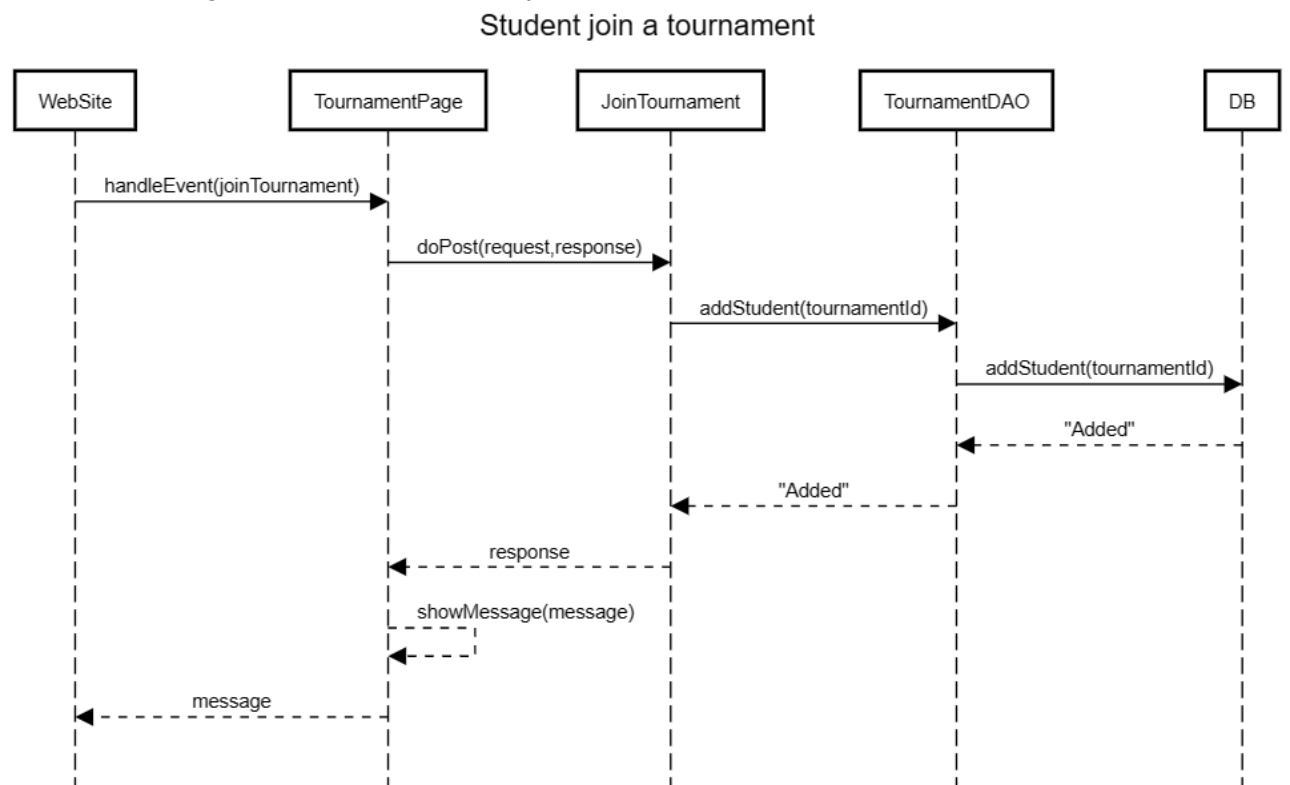 Student join a tournament
WebSite TournamentPage JoinTournament TournamentDAO DB
handleEvent(joinTournament)
doPost(request,response)
addStudent(tournamentId)
addStudent(tournamentId)
"Added"
"Added"
response
showMessage(message)
message